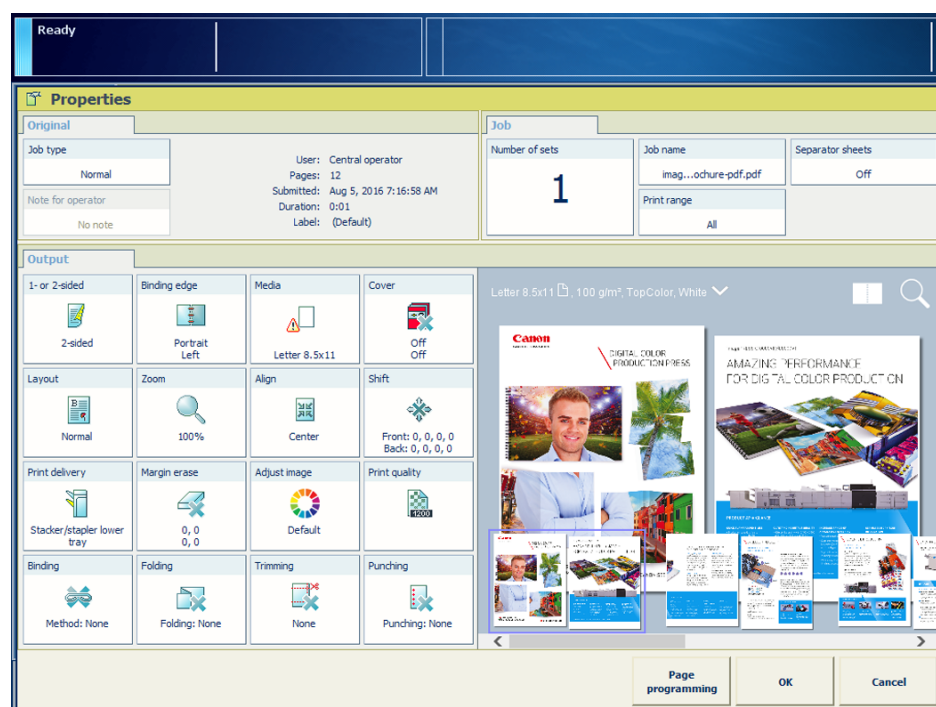 Ready
Properties
Original
Job type
Normal
Note for operator
No note
User: Central operator
Pages: 12
Submitted: Aug 5, 2016 7:16:58 AM
Duration: 0:01
Label: (Default)
Job
Number of sets
1
Job name
imag...ochure-pdf.pdf
Separator sheets
Off
Print range
All
Output
1- or 2-sided
2-sided
Binding edge
Portrait
Left
Media
Letter 8.5x11
Cover
Off
Off
Layout
Normal
Zoom
100%
Align
Center
Shift
Front: 0, 0, 0, 0
Back: 0, 0, 0, 0
Print delivery
Stacker/stapler lower
tray
Margin erase
0, 0
0, 0
Adjust image
Default
Print quality
1200
Binding
Method: None
Folding
Folding: None
Trimming
None
Punching
Punching: None
Letter 8.5x11 , 100 g/m², TopColor, White
Canon
DIGITAL COLOR
PRODUCTION PRESS
AMAZING PERFORMANCE
FOR DIGITAL COLOR PRODUCTION
Page
programming
OK
Cancel